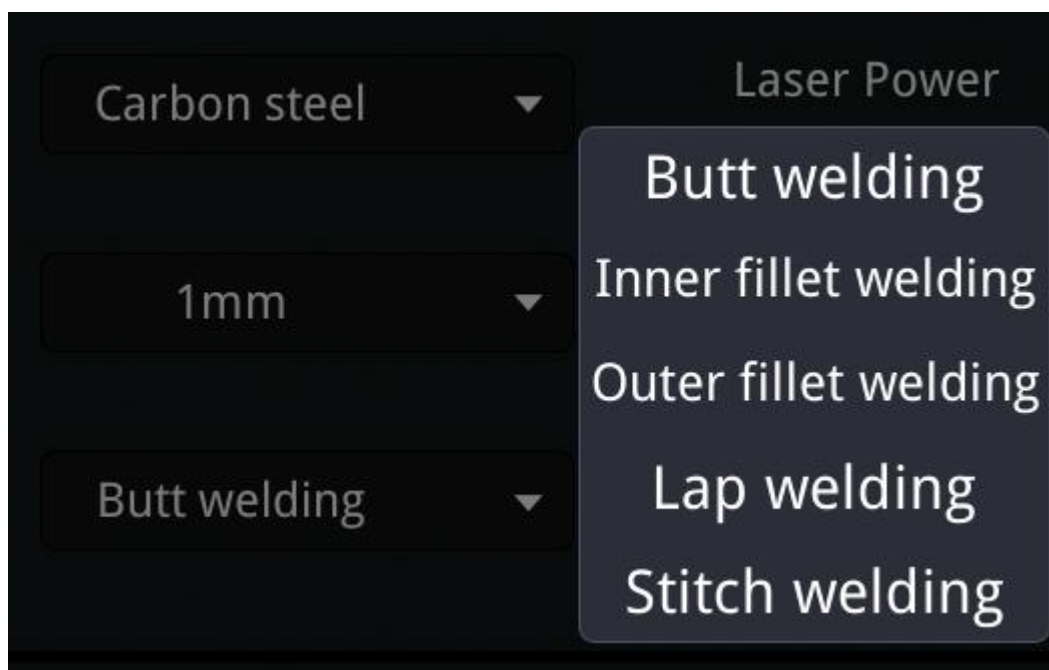 Carbon steel
Laser Power
Butt welding
Inner fillet welding
1mm
Outer fillet welding
Butt welding
Lap welding
Stitch welding